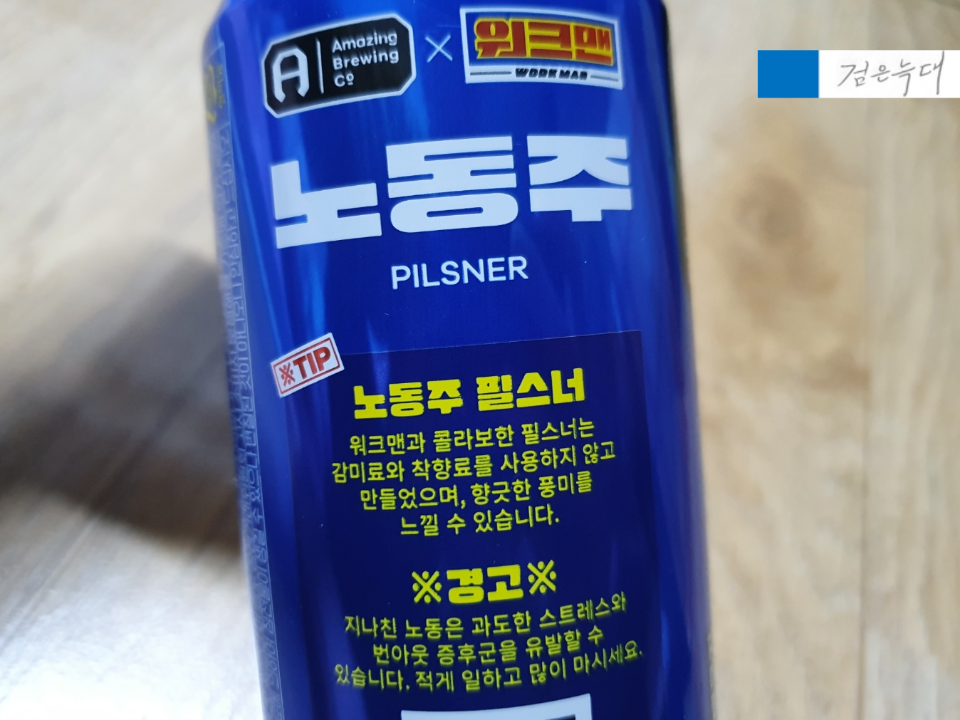 Amazing
Brewing
Co
×
워크맨
WORKMAN
노동주
PILSNER
※TIP
노동주 필스너
워크맨과 콜라보한 필스너는
감미료와 착향료를 사용하지 않고
만들었으며, 향긋한 풍미를
느낄 수 있습니다.
※경고※
지나친 노동은 과도한 스트레스와
번아웃 증후군을 유발할 수
있습니다. 적게 일하고 많이 마시세요.
검은늑대